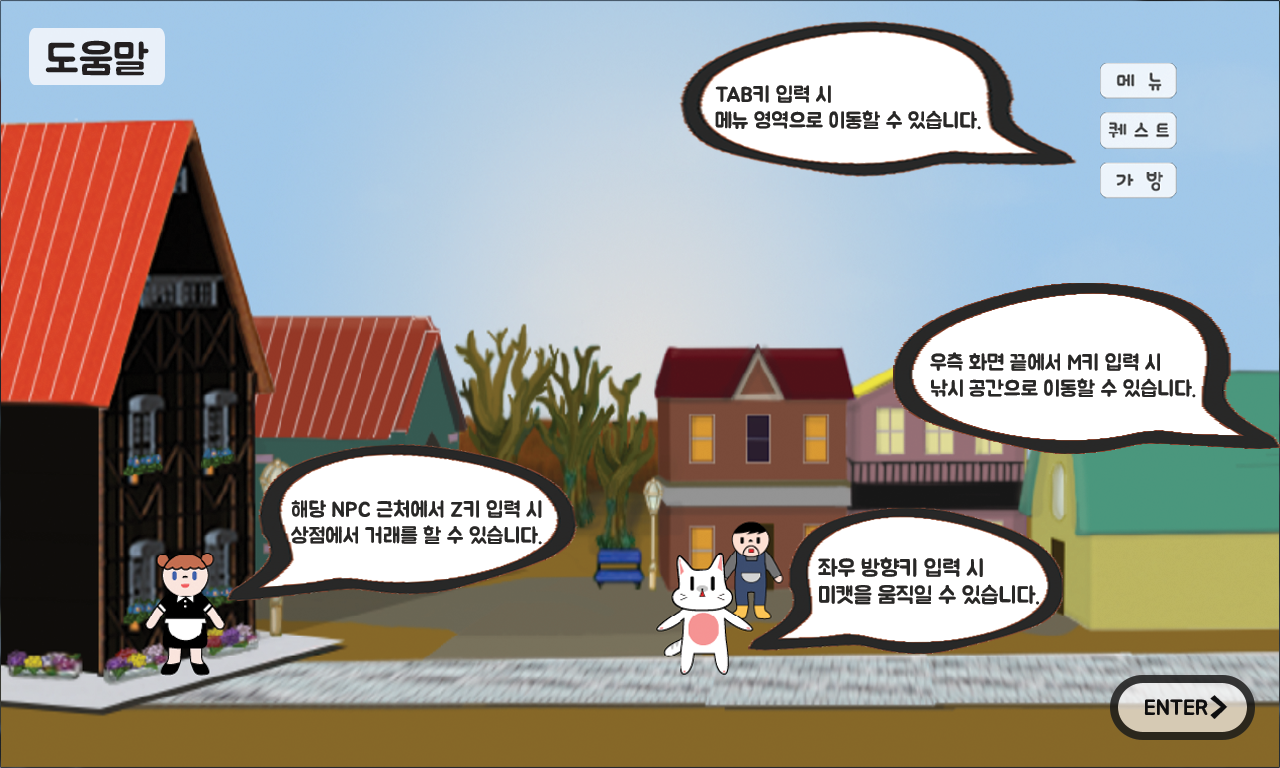 도움말
TAB키 입력 시
메뉴 영역으로 이동할 수 있습니다.
메 뉴
퀘 스 트
가 방
우측 화면 끝에서 M키 입력 시
낚시 공간으로 이동할 수 있습니다.
해당 NPC 근처에서 Z키 입력 시
상점에서 거래를 할 수 있습니다.
좌우 방향키 입력 시
미캣을 움직일 수 있습니다.
ENTER